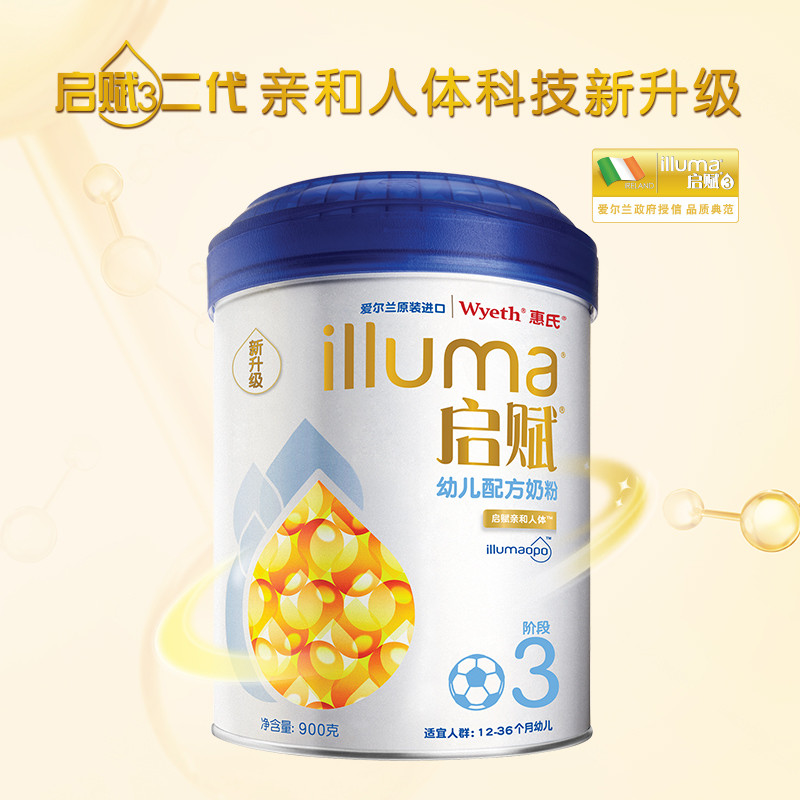 启赋3二代 亲和人体科技新升级
IRELAND
illuma®
启赋3
爱尔兰政府授信 品质典范
爱尔兰原装进口 | Wyeth® 惠氏®
新升级
illuma®
启赋®
幼儿配方奶粉
启赋亲和人体™
illumaopo™
阶段
3
净含量: 900克
适宜人群: 12-36个月幼儿